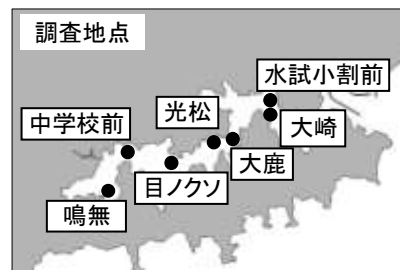 調査地点
水試小割前
光松
中学校前
大崎
大鹿
目ノクソ
鳴無